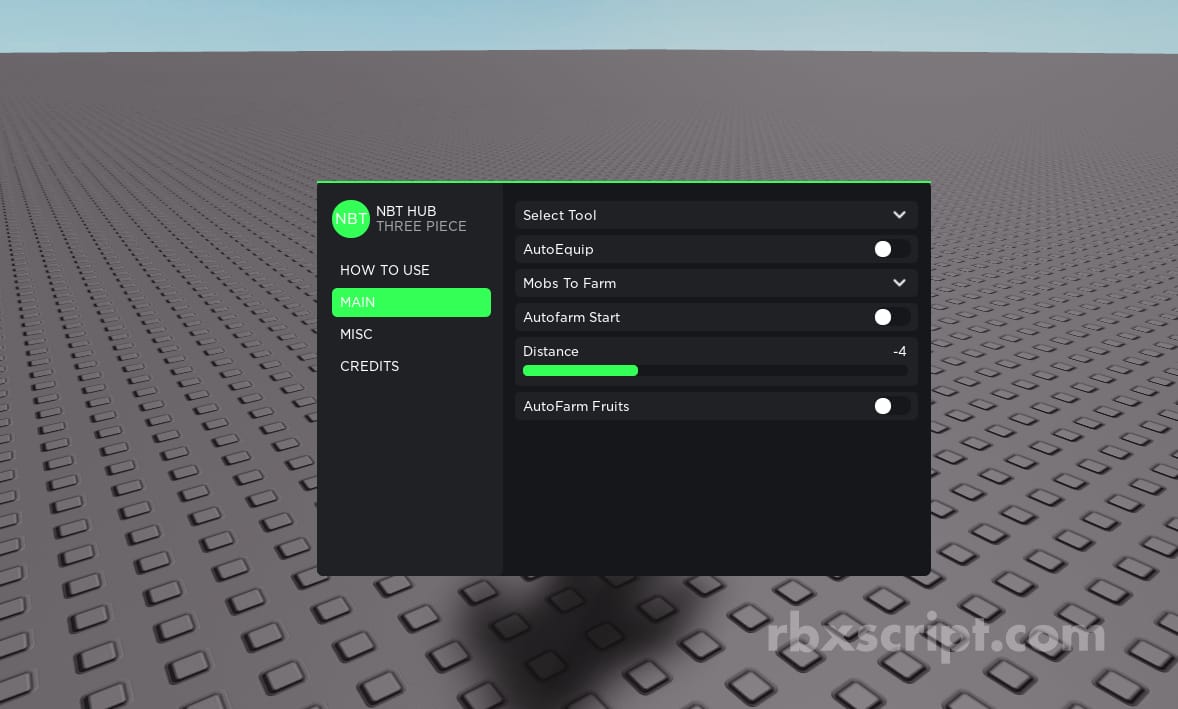 NBT
NBT HUB
THREE PIECE
HOW TO USE
MAIN
MISC
CREDITS
Select Tool
AutoEquip
Mobs To Farm
Autofarm Start
Distance -4
AutoFarm Fruits
rbxscript.com